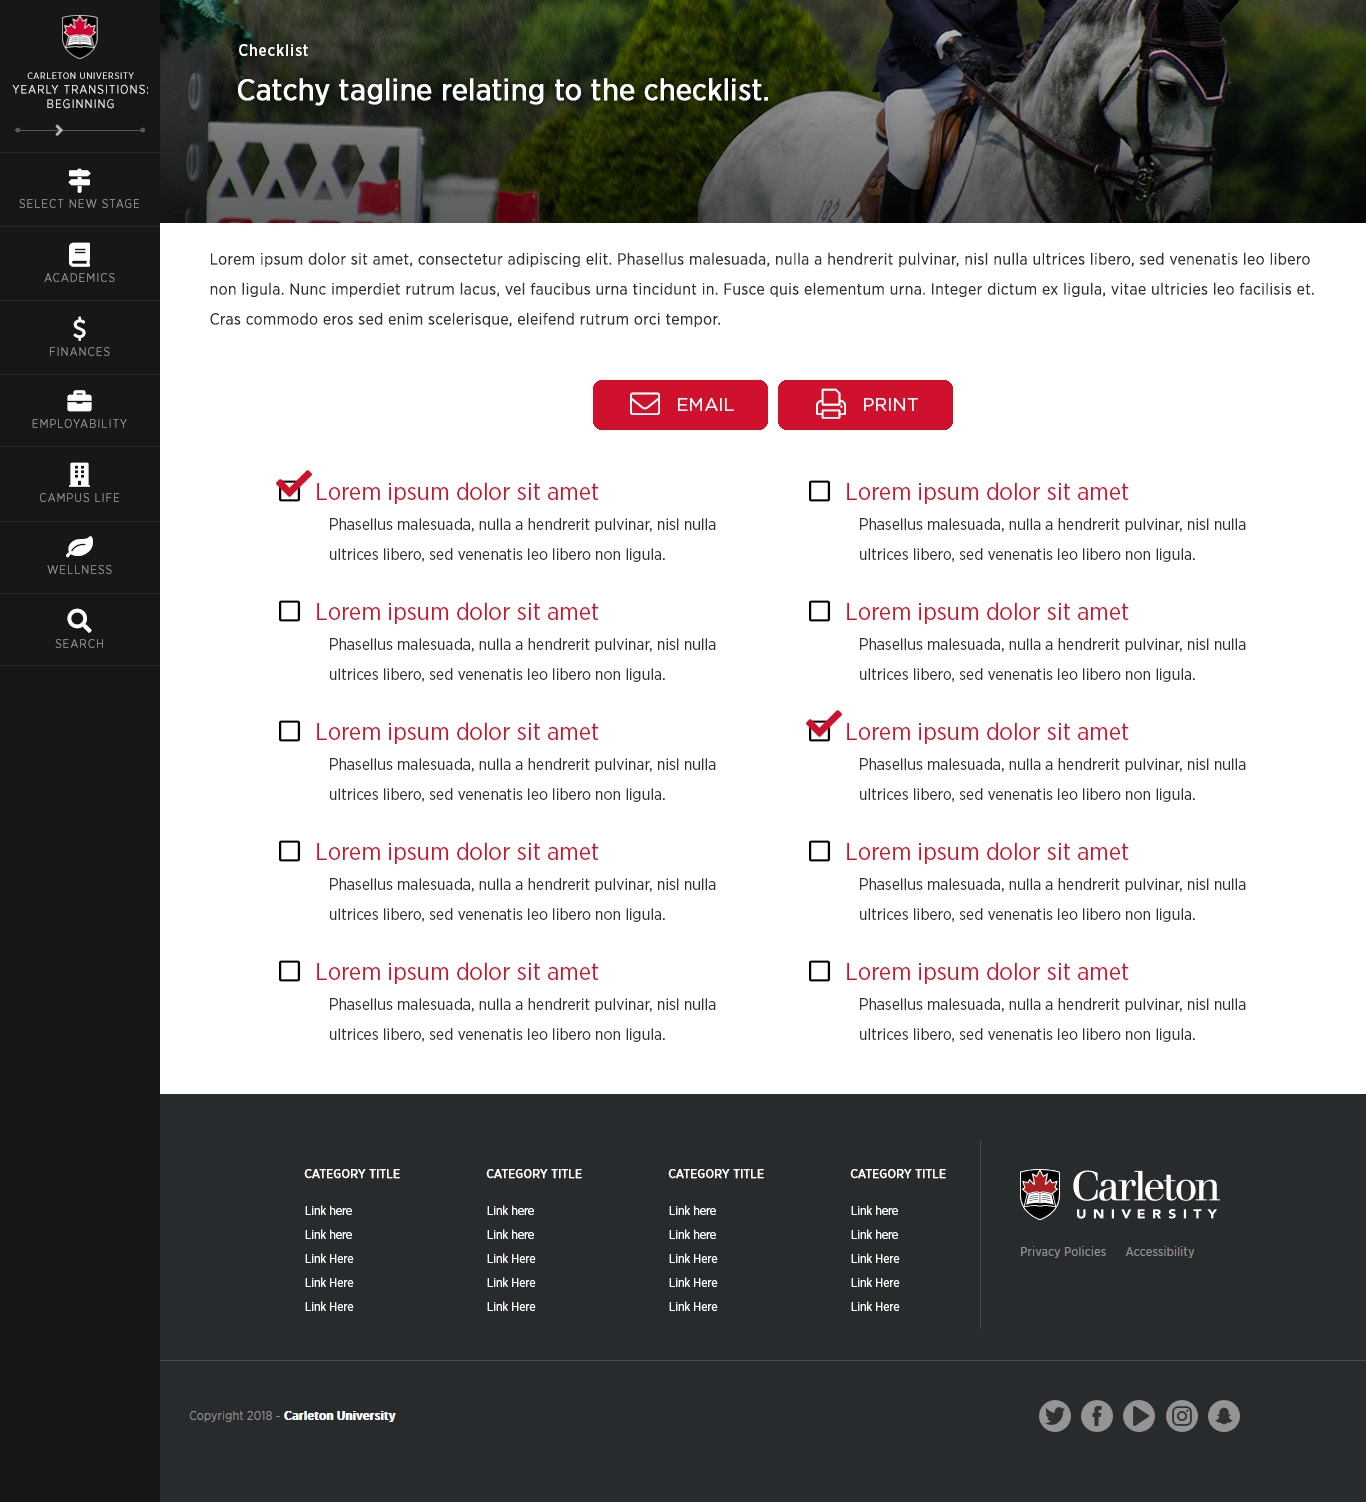 CARLETON UNIVERSITY
YEARLY TRANSITIONS:
BEGINNING
SELECT NEW STAGE
ACADEMICS
FINANCES
EMPLOYABILITY
CAMPUS LIFE
WELLNESS
SEARCH
Checklist
Catchy tagline relating to the checklist.
182
Lorem ipsum dolor sit amet, consectetur adipiscing elit. Phasellus malesuada, nulla a hendrerit pulvinar, nisl nulla ultrices libero, sed venenatis leo libero
non ligula. Nunc imperdiet rutrum lacus, vel faucibus urna tincidunt in. Fusce quis elementum urna. Integer dictum ex ligula, vitae ultricies leo facilisis et.
Cras commodo eros sed enim scelerisque, eleifend rutrum orci tempor.
EMAIL
PRINT
Lorem ipsum dolor sit amet
Phasellus malesuada, nulla a hendrerit pulvinar, nisl nulla
ultrices libero, sed venenatis leo libero non ligula.
Lorem ipsum dolor sit amet
Phasellus malesuada, nulla a hendrerit pulvinar, nisl nulla
ultrices libero, sed venenatis leo libero non ligula.
Lorem ipsum dolor sit amet
Phasellus malesuada, nulla a hendrerit pulvinar, nisl nulla
ultrices libero, sed venenatis leo libero non ligula.
Lorem ipsum dolor sit amet
Phasellus malesuada, nulla a hendrerit pulvinar, nisl nulla
ultrices libero, sed venenatis leo libero non ligula.
Lorem ipsum dolor sit amet
Phasellus malesuada, nulla a hendrerit pulvinar, nisl nulla
ultrices libero, sed venenatis leo libero non ligula.
Lorem ipsum dolor sit amet
Phasellus malesuada, nulla a hendrerit pulvinar, nisl nulla
ultrices libero, sed venenatis leo libero non ligula.
Lorem ipsum dolor sit amet
Phasellus malesuada, nulla a hendrerit pulvinar, nisl nulla
ultrices libero, sed venenatis leo libero non ligula.
Lorem ipsum dolor sit amet
Phasellus malesuada, nulla a hendrerit pulvinar, nisl nulla
ultrices libero, sed venenatis leo libero non ligula.
Lorem ipsum dolor sit amet
Phasellus malesuada, nulla a hendrerit pulvinar, nisl nulla
ultrices libero, sed venenatis leo libero non ligula.
Lorem ipsum dolor sit amet
Phasellus malesuada, nulla a hendrerit pulvinar, nisl nulla
ultrices libero, sed venenatis leo libero non ligula.
CATEGORY TITLE
Link here
Link here
Link Here
Link Here
Link Here
CATEGORY TITLE
Link here
Link here
Link Here
Link Here
Link Here
CATEGORY TITLE
Link here
Link here
Link Here
Link Here
Link Here
CATEGORY TITLE
Link here
Link here
Link Here
Link Here
Link Here
Carleton
UNIVERSITY
Privacy Policies Accessibility
Copyright 2018 - Carleton University